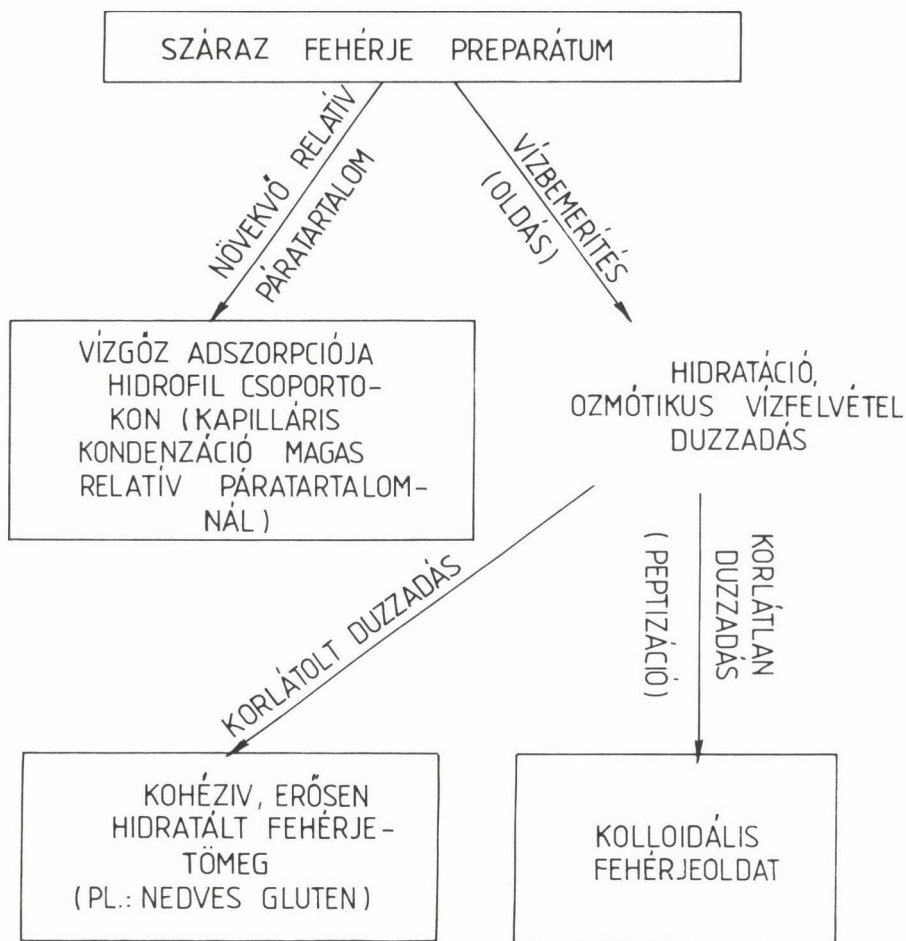 SZÁRAZ FEHÉRJE PREPARÁTUM
NÖVEKVŐ RELATÍV
PÁRATARTALOM
VÍZBEMERÍTÉS
(OLDÁS)
VÍZGŐZ ADSZORPCIÓJA
HIDROFIL CSOPORTO-
KON (KAPILLÁRIS
KONDENZÁCIÓ MAGAS
RELATÍV PÁRATARTALOM-
NÁL)
HIDRATÁCIÓ,
OZMÓTIKUS VÍZFELVÉTEL
DUZZADÁS
KORLÁTOLT DUZZADÁS
KORLÁTLAN
DUZZADÁS
(PEPTIZÁCIÓ)
KOHÉZIV, ERŐSEN
HIDRATÁLT FEHÉRJE-
TÖMEG
(PL.: NEDVES GLUTEN)
KOLLOIDÁLIS
FEHÉRJEOLDAT